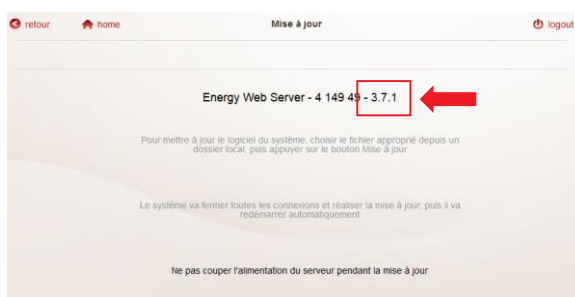 retour home Mise à jour logout
Energy Web Server - 4 149 49 - 3.7.1
Pour mettre à jour le logiciel du système, choisir le fichier approprié depuis un
dossier local, puis appuyer sur le bouton Mise à jour
Le système va fermer toutes les connexions et réaliser la mise à jour, puis il va
redémarrer automatiquement
Ne pas couper l'alimentation du serveur pendant la mise à jour